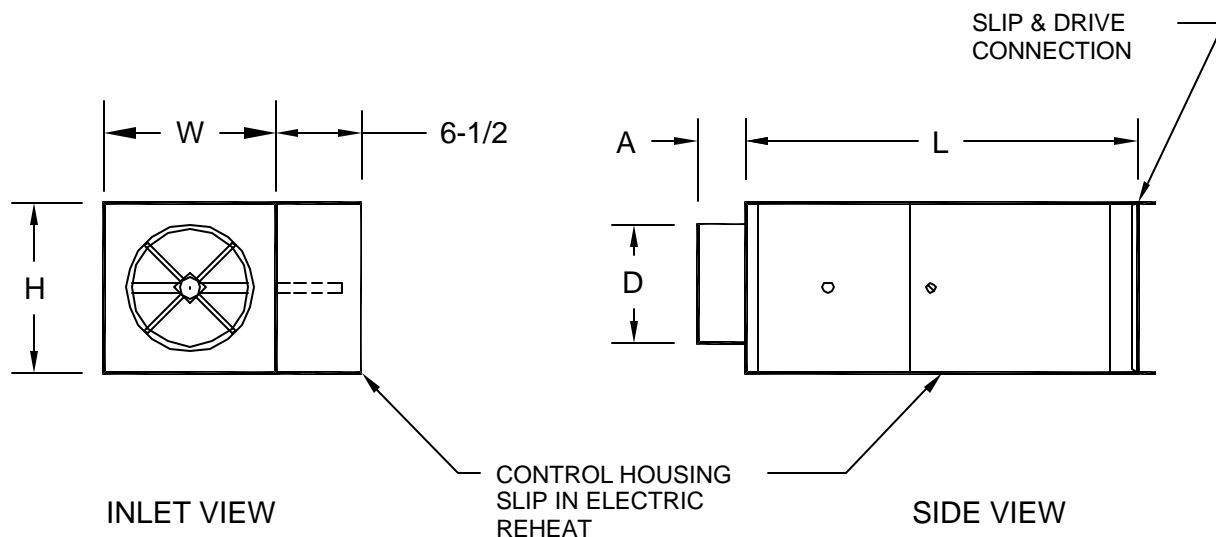 SLIP & DRIVE
CONNECTION
W
6-1/2
A
L
H
D
CONTROL HOUSING
SLIP IN ELECTRIC
REHEAT
INLET VIEW
SIDE VIEW